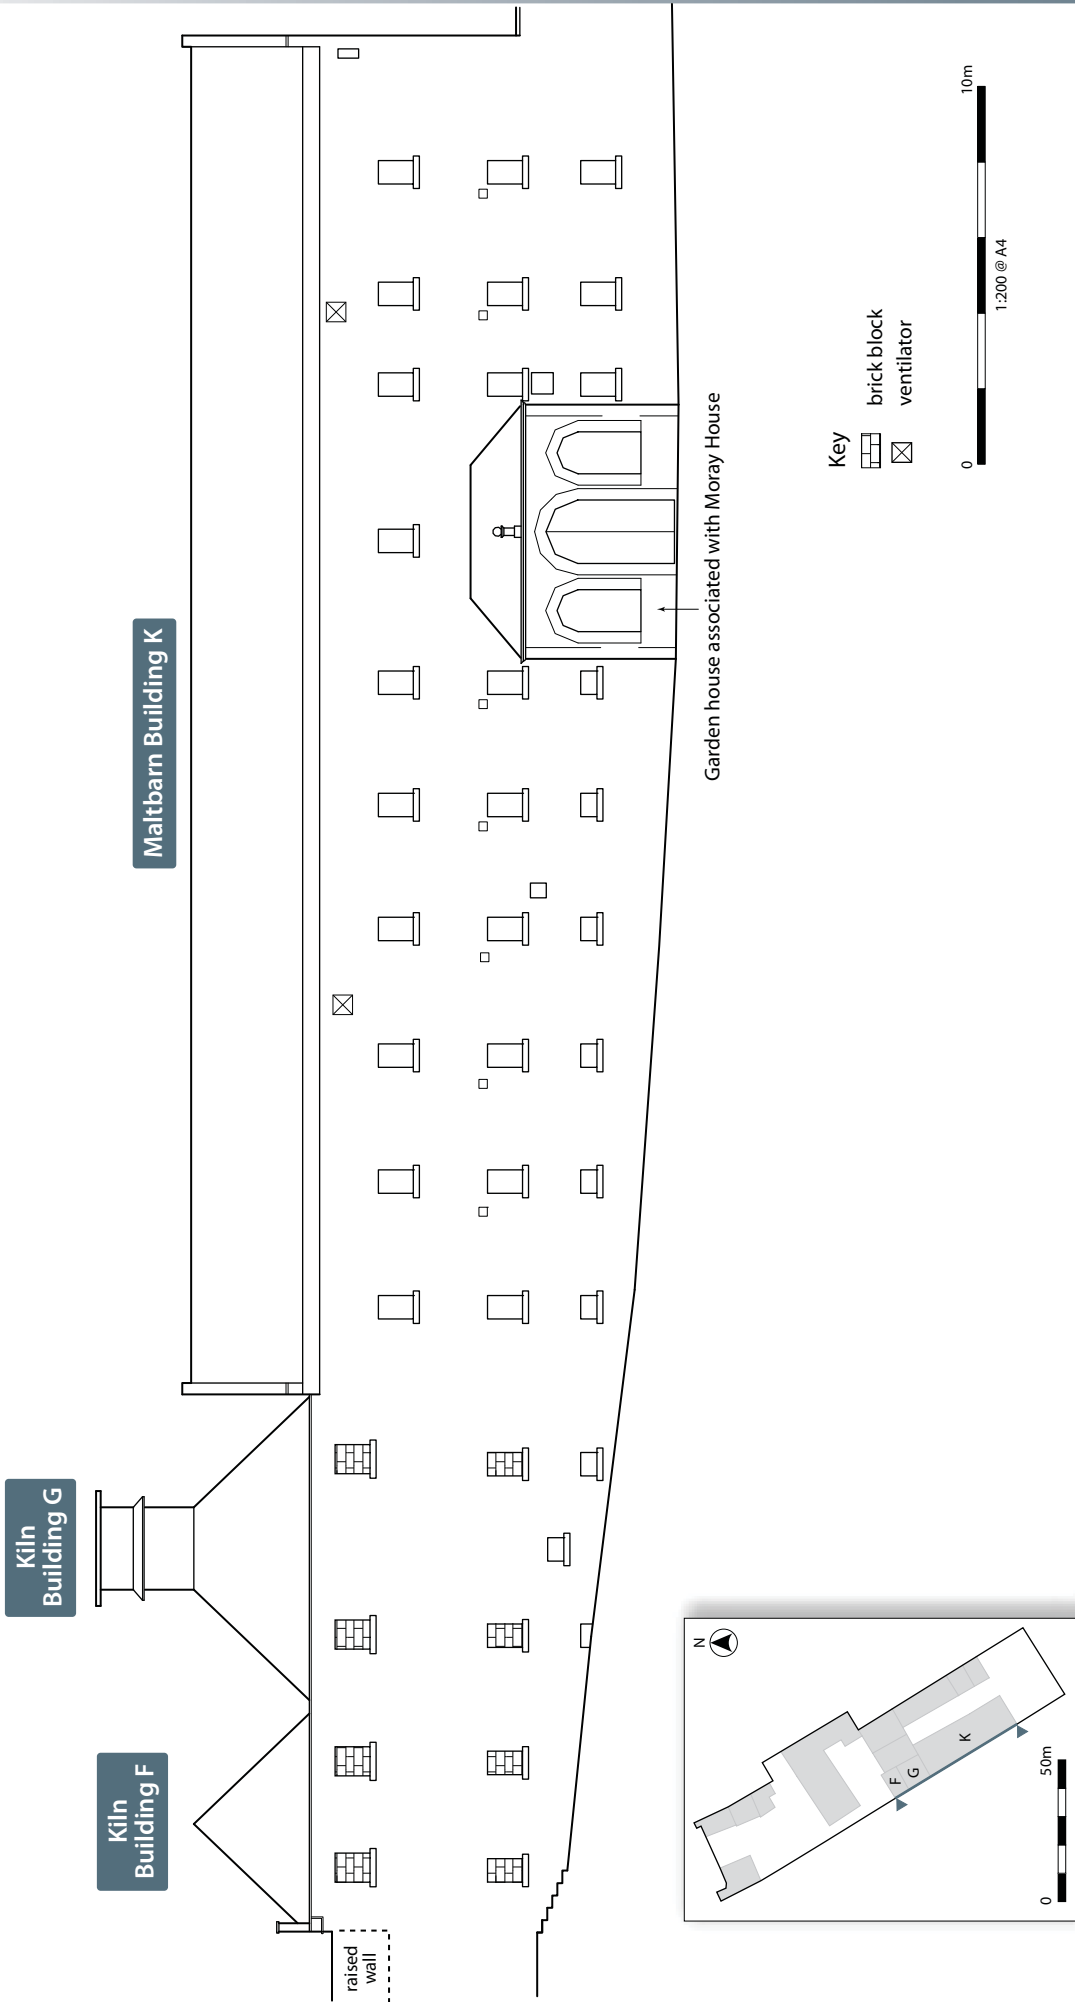 Kiln
Building F
Kiln
Building G
Maltbarn Building K
raised
wall
Garden house associated with Moray House
Key
brick block
ventilator
0
10m
1:200 @ A4
N
F
G
K
0
50m